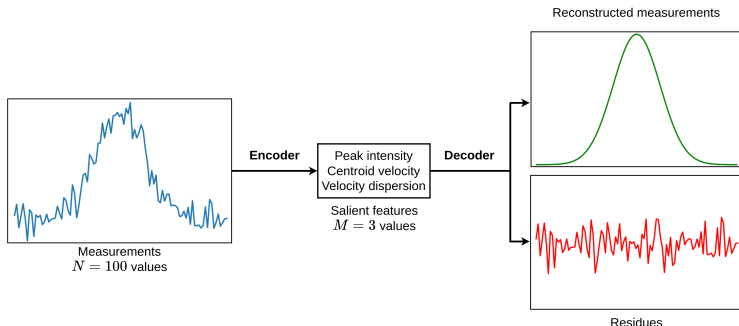 Reconstructed measurements
Encoder
Peak intensity
Centroid velocity
Velocity dispersion
Decoder
Salient features
M = 3 values
Measurements
N = 100 values
Residues